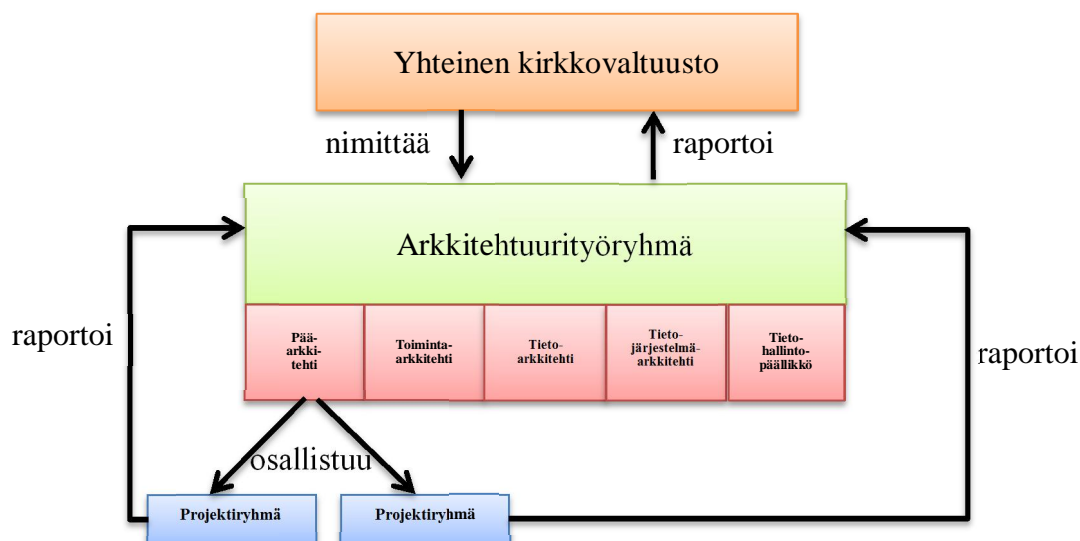 Yhteinen kirkkovaltuusto
nimittää
raportoi
Arkkitehtuurityöryhmä
raportoi
raportoi
Pää-
arkki-
tehti
Toiminta-
arkkitehti
Tieto-
arkkitehti
Tieto-
järjestelmä-
arkkitehti
Tieto-
hallinto-
päällikkö
osallistuu
Projektiryhmä
Projektiryhmä